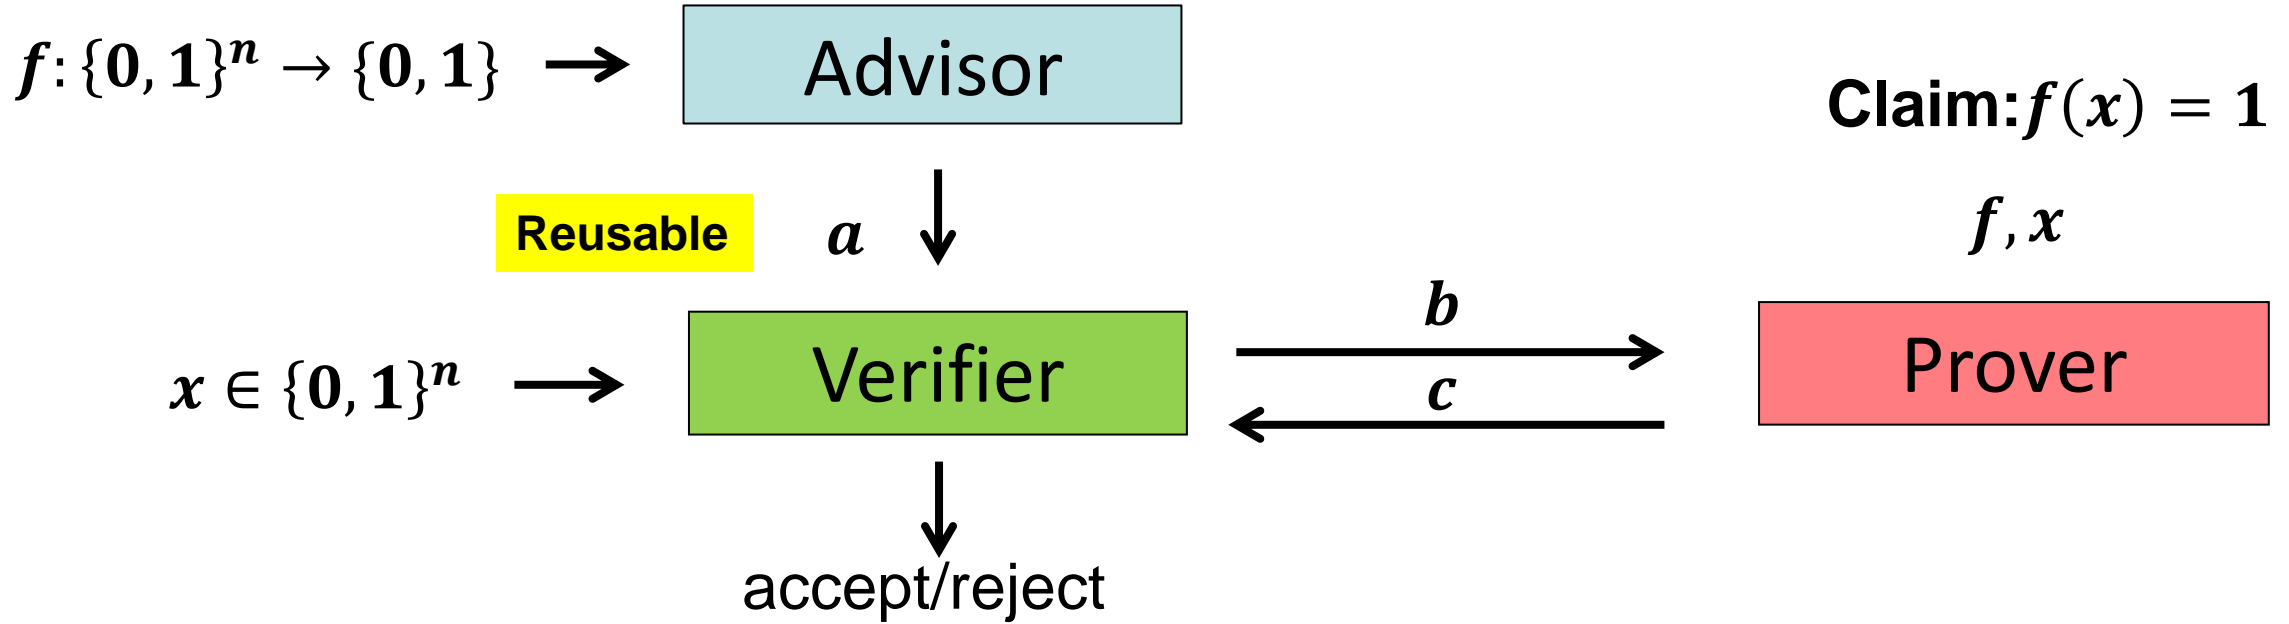 f: {0, 1}ⁿ → {0, 1}
Advisor
Claim: f(x) = 1
Reusable
a
f, x
b
x ∈ {0, 1}ⁿ
Verifier
c
Prover
accept/reject